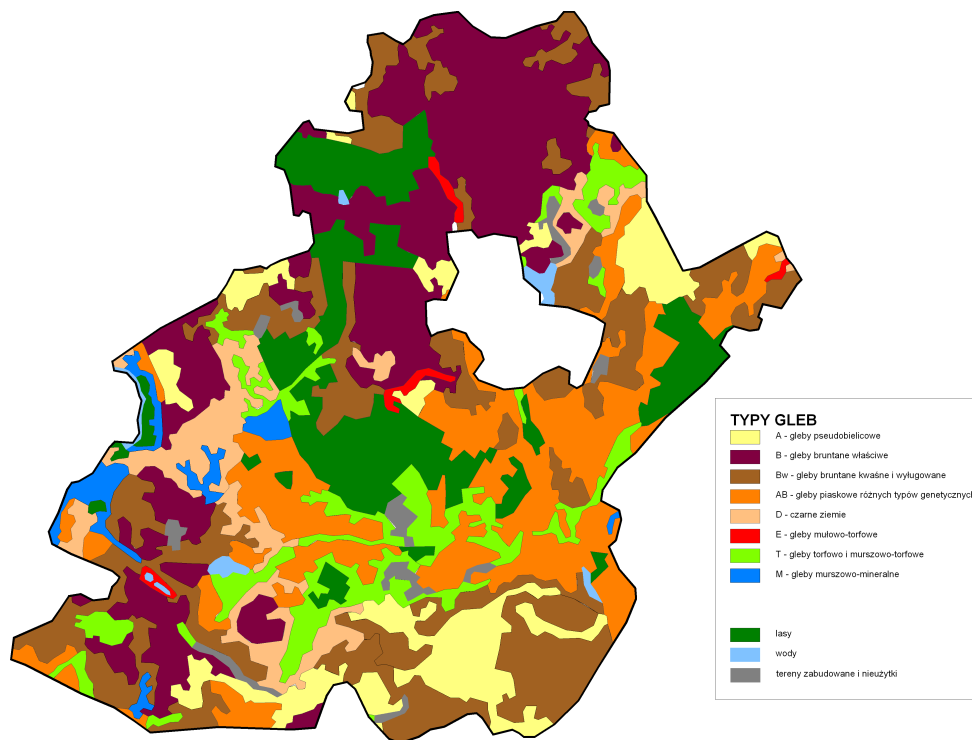 TYPY GLEB
A - gleby pseudobielicowe
B - gleby bruntane właściwe
Bw - gleby bruntane kwaśne i wyługowane
AB - gleby piaskowe różnych typów genetycznych
D - czarne ziemie
E - gleby mułowo-torfowe
T - gleby torfowo i murszowo-torfowe
M - gleby murszowo-mineralne
lasy
wody
tereny zabudowane i nieużytki